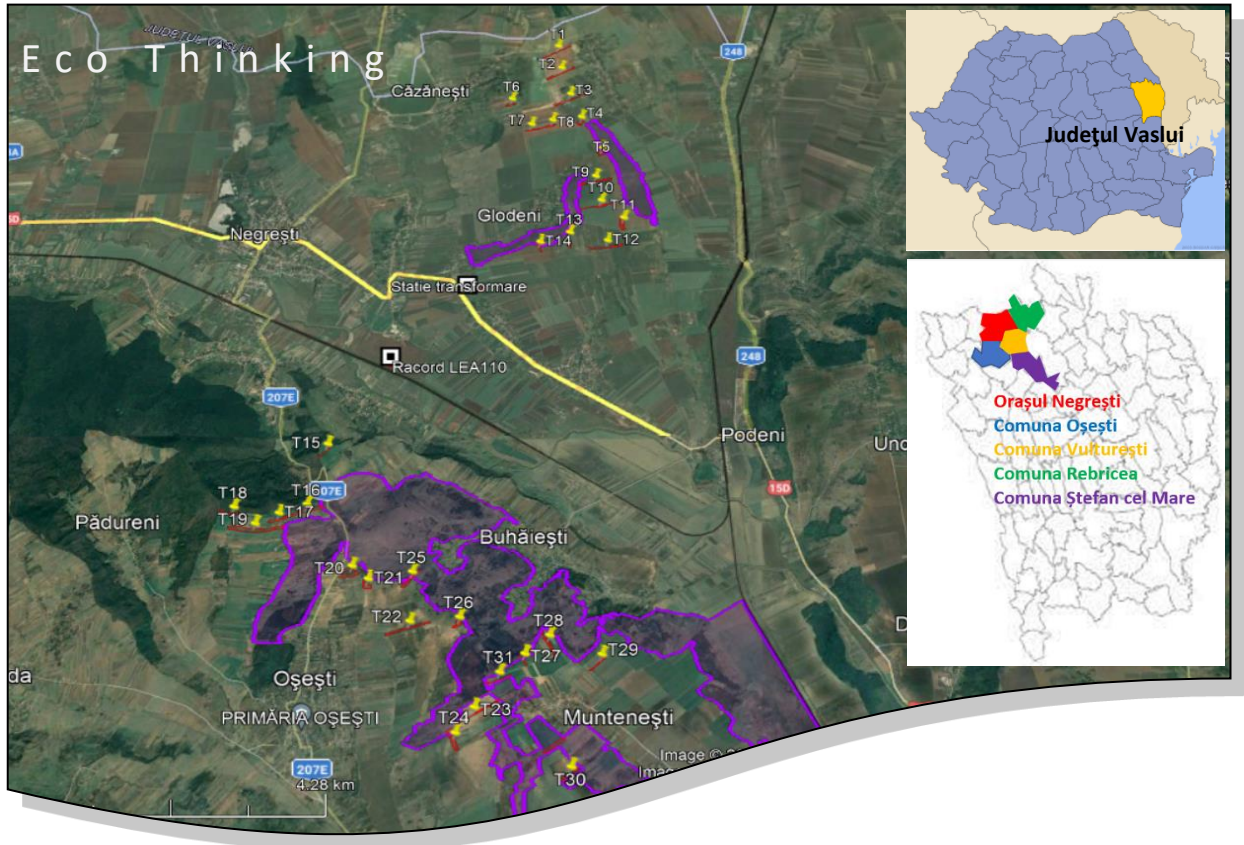 Eco Thinking
JUDEȚUL VASLUI
T1
T2
248
Căzănești
T6
T3
T7
T8
T4
T5
T9
T10
Glodeni
T13
T11
T14
T12
Negrești
Statie transformare
Racord LEA110
248
207E
Podeni
T15
15D
T18
T16
207E
T19
T17
Pădureni
Buhăiești
T20
T25
T21
T22
T26
T28
T27
T29
T31
Oșești
PRIMĂRIA OȘEȘTI
T23
T24
Muntenești
Image ©
T30
207E
4.28 km
Județul Vaslui
Orașul Negrești
Comuna Oșești
Comuna Vulturești
Comuna Rebricea
Comuna Ștefan cel Mare